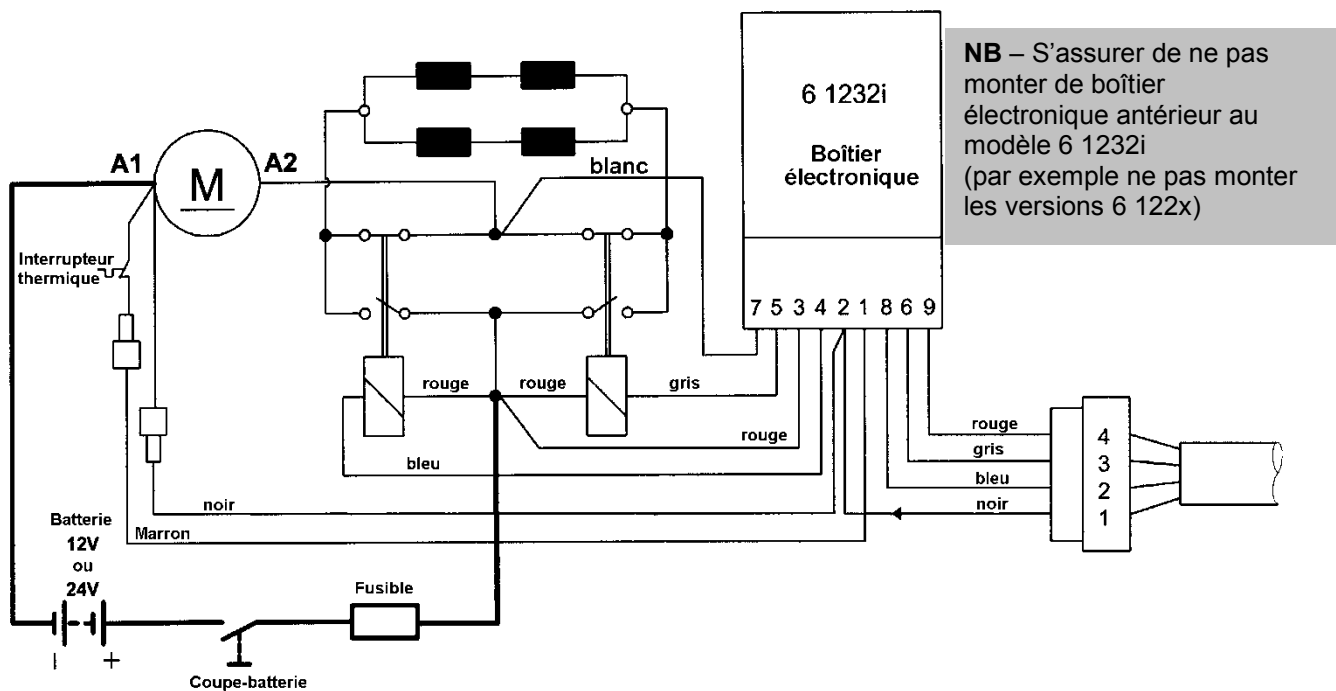 6 1232i
Boîtier
électronique
NB – S'assurer de ne pas
monter de boîtier
électronique antérieur au
modèle 6 1232i
(par exemple ne pas monter
les versions 6 122x)
A1
M
A2
blanc
Interrupteur
thermique
7 5 3 4 2 1 8 6 9
rouge
rouge
gris
rouge
bleu
noir
Marron
rouge
gris
bleu
noir
4
3
2
1
Batterie
12V
ou
24V
Fusible
Coupe-batterie